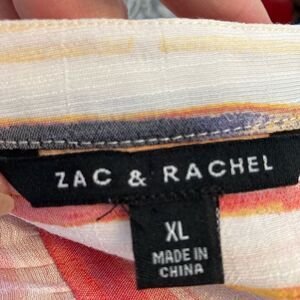 ZAC & RACHEL
XL
MADE IN
CHINA